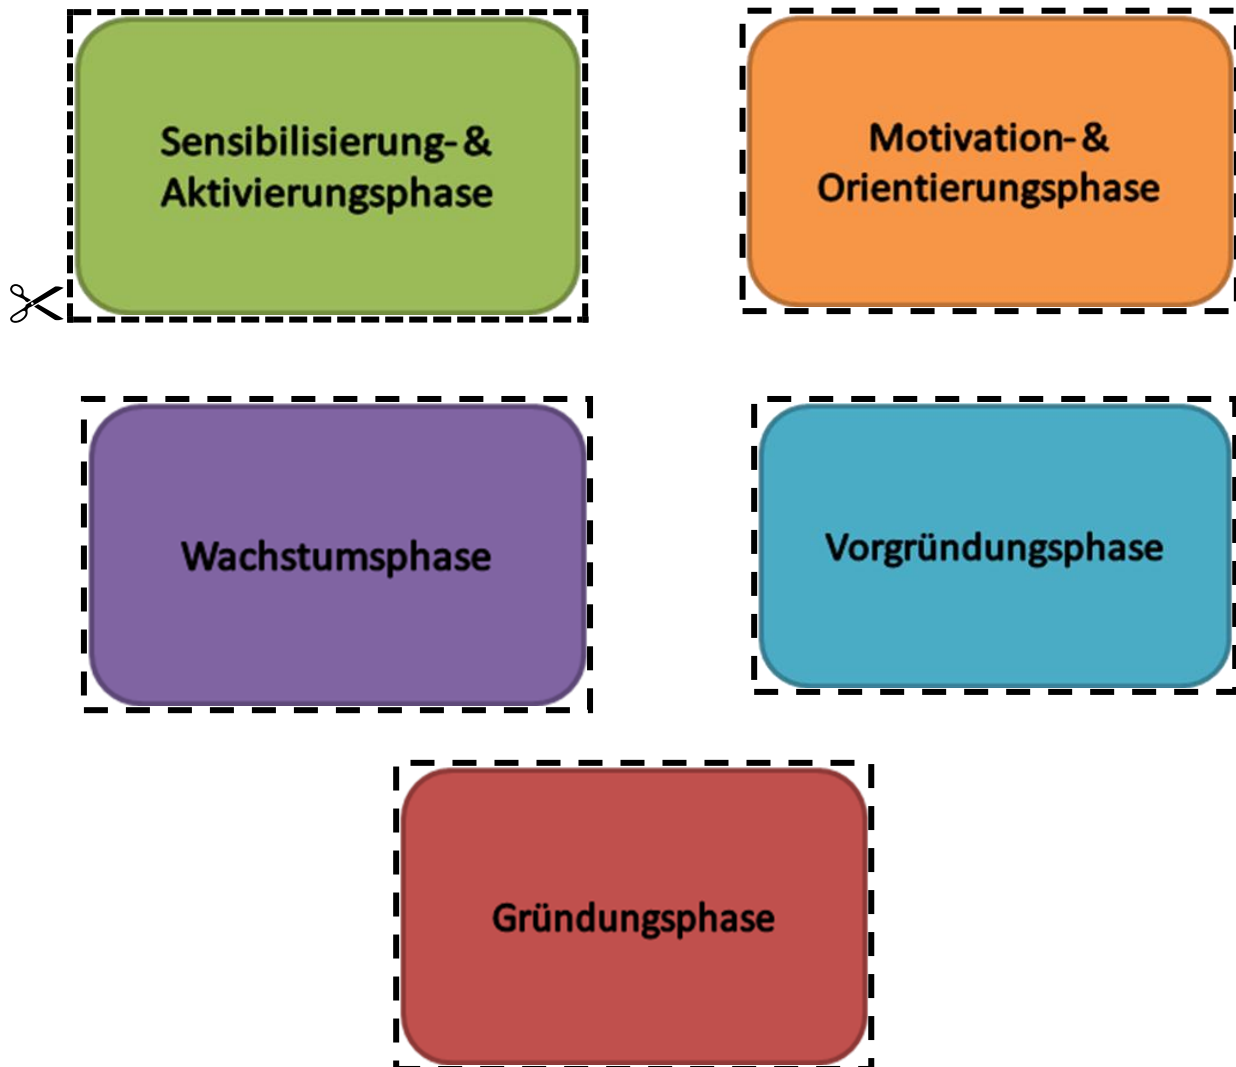 Sensibilisierung- &
Aktivierungsphase
Motivation- &
Orientierungsphase
Wachstumsphase
Vorgründungsphase
Gründungsphase